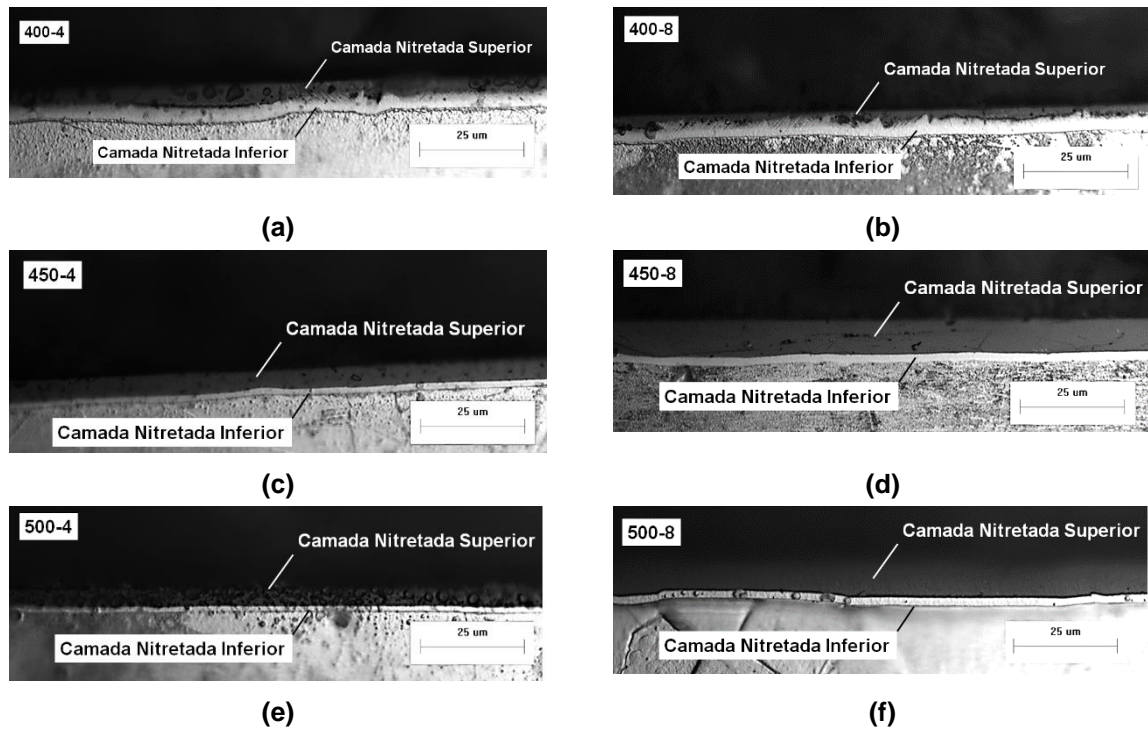 400-4
Camada Nitretada Superior
Camada Nitretada Inferior
25 um
(a)
400-8
Camada Nitretada Superior
Camada Nitretada Inferior
25 um
(b)
450-4
Camada Nitretada Superior
Camada Nitretada Inferior
25 um
(c)
450-8
Camada Nitretada Superior
Camada Nitretada Inferior
25 um
(d)
500-4
Camada Nitretada Superior
Camada Nitretada Inferior
25 um
(e)
500-8
Camada Nitretada Superior
Camada Nitretada Inferior
25 um
(f)